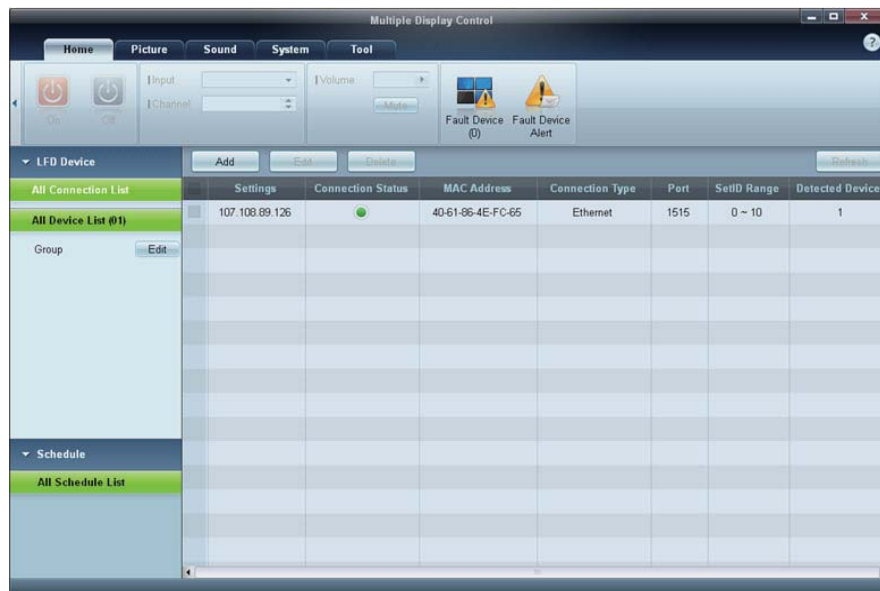 Multiple Display Control
Home Picture Sound System Tool
?
Input
Volume
Channel
Mute
On Off
Fault Device (0)
Fault Device Alert
LFD Device
Add Edit Delete Refresh
All Connection List
Settings Connection Status MAC Address Connection Type Port SetID Range Detected Device
All Device List (01)
107.108.89.126 40-61-86-4E-FC-65 Ethernet 1515 0 ~ 10 1
Group Edit
Schedule
All Schedule List